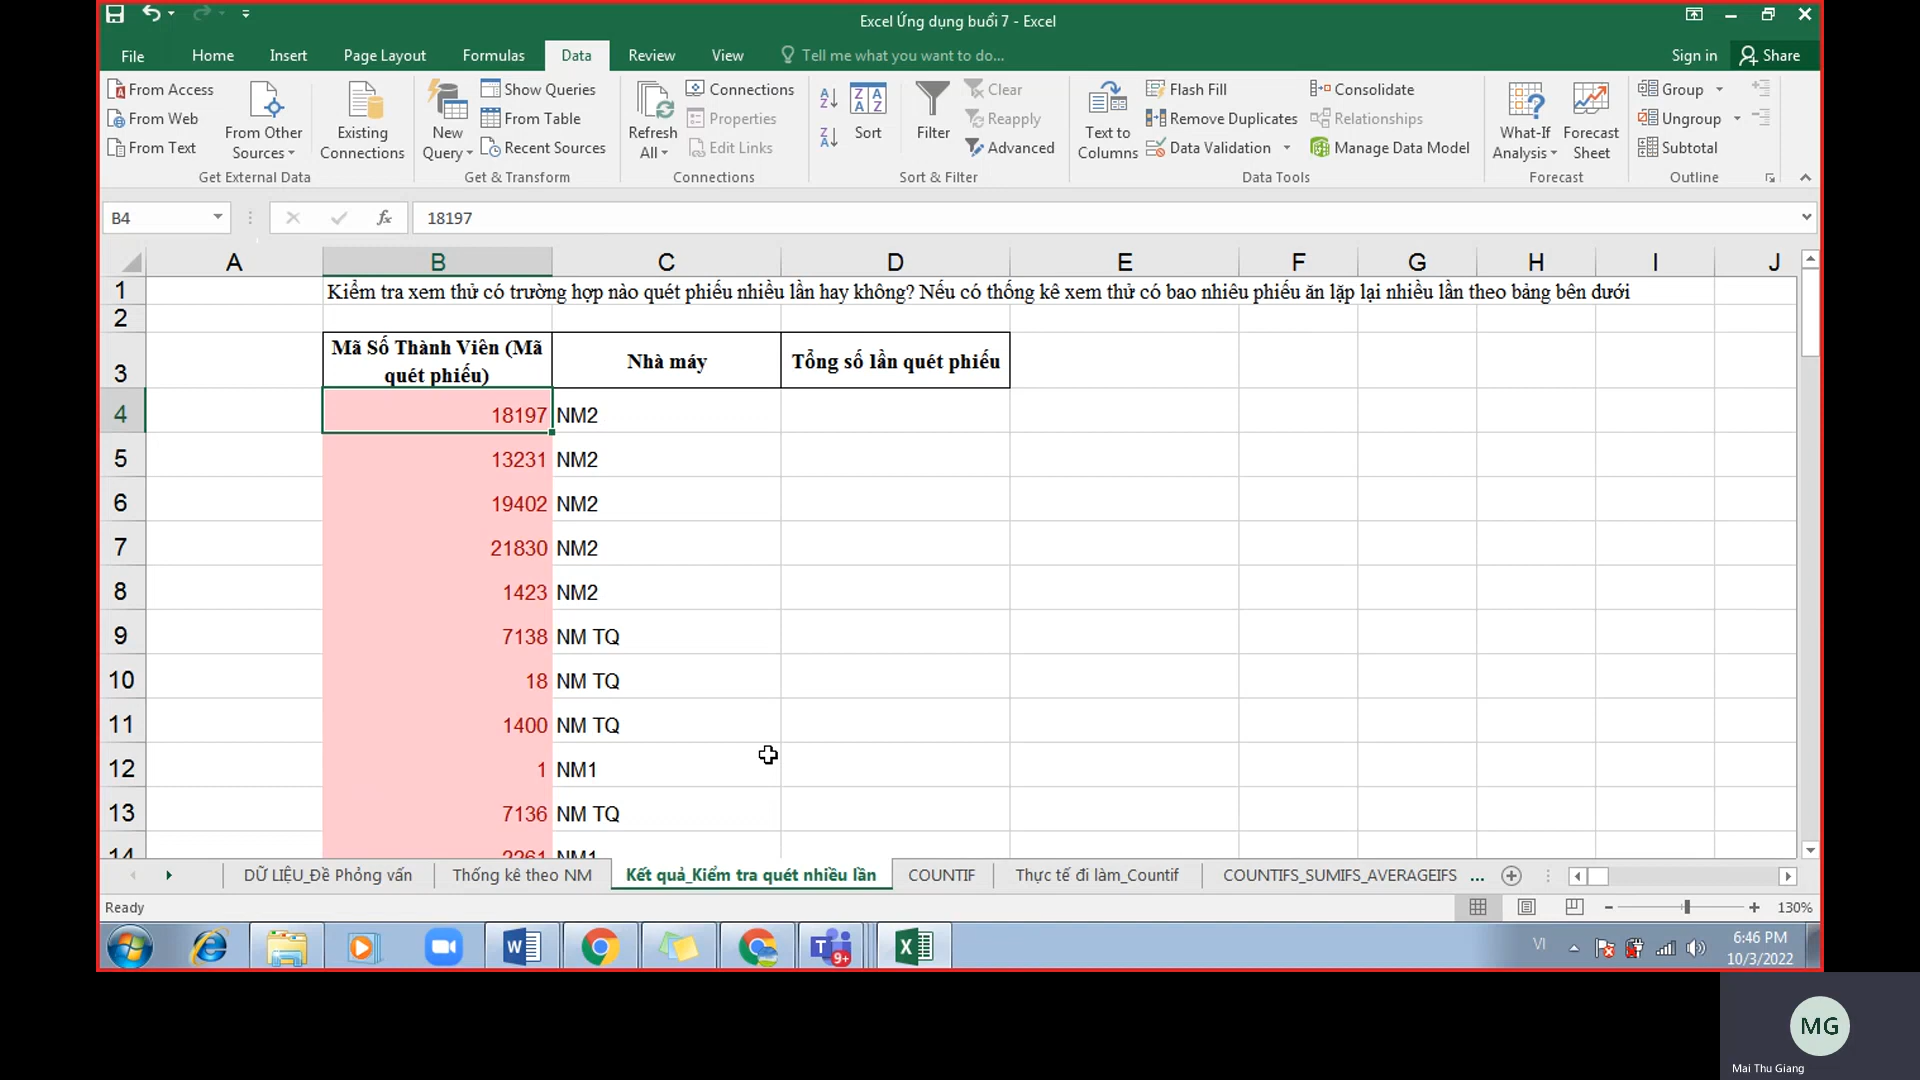 Excel Ứng dụng buổi 7 - Excel
File Home Insert Page Layout Formulas Data Review View Tell me what you want to do... Sign in Share
From Access
From Web
From Text
From Other Sources
Existing Connections
Get External Data
New Query
Show Queries
From Table
Recent Sources
Get & Transform
Refresh All
Connections
Properties
Edit Links
Connections
Sort
Filter
Clear
Reapply
Advanced
Sort & Filter
Text to Columns
Flash Fill
Remove Duplicates
Data Validation
Consolidate
Relationships
Manage Data Model
Data Tools
What-If Analysis
Forecast Sheet
Forecast
Group
Ungroup
Subtotal
Outline
B4 fx 18197
A B C D E F G H I J
1 Kiểm tra xem thử có trường hợp nào quét phiếu nhiều lần hay không? Nếu có thống kê xem thử có bao nhiêu phiếu ăn lặp lại nhiều lần theo bảng bên dưới
2
3 Mã Số Thành Viên (Mã quét phiếu) Nhà máy Tổng số lần quét phiếu
4 18197 NM2
5 13231 NM2
6 19402 NM2
7 21830 NM2
8 1423 NM2
9 7138 NM TQ
10 18 NM TQ
11 1400 NM TQ
12 1 NM1
13 7136 NM TQ
14 2261 NM1
DỮ LIỆU_Đề Phỏng vấn Thống kê theo NM Kết quả_Kiểm tra quét nhiều lần COUNTIF Thực tế đi làm_Countif COUNTIFS_SUMIFS_AVERAGEIFS ...
Ready 130%
9+
VI
6:46 PM
10/3/2022
MG
Mai Thu Giang